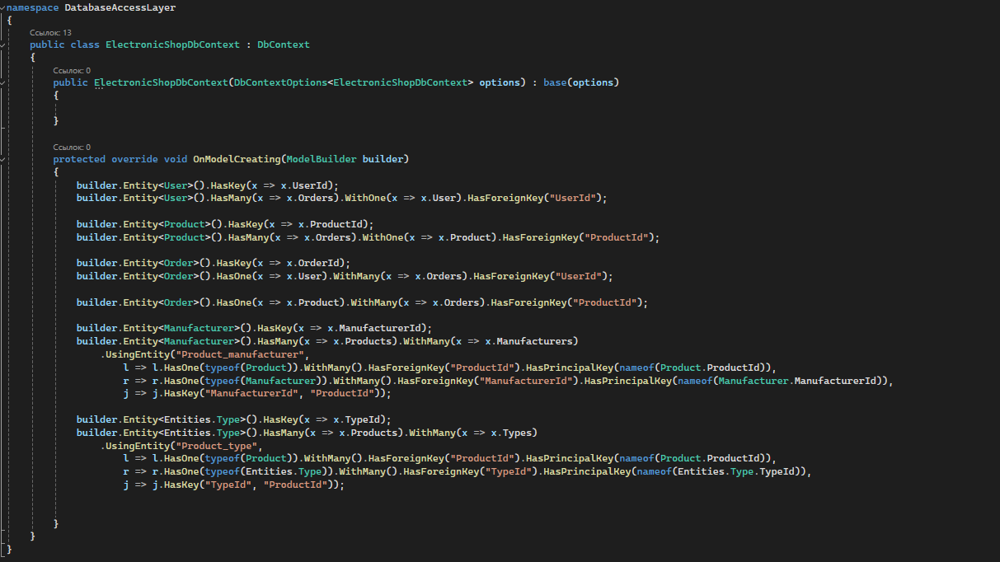 namespace DatabaseAccessLayer
{
Ссылок: 13
public class ElectronicShopDbContext : DbContext
{
Ссылок: 0
public ElectronicShopDbContext(DbContextOptions<ElectronicShopDbContext> options) : base(options)
{
}
Ссылок: 0
protected override void OnModelCreating(ModelBuilder builder)
{
builder.Entity<User>().HasKey(x => x.UserId);
builder.Entity<User>().HasMany(x => x.Orders).WithOne(x => x.User).HasForeignKey("UserId");
builder.Entity<Product>().HasKey(x => x.ProductId);
builder.Entity<Product>().HasMany(x => x.Orders).WithOne(x => x.Product).HasForeignKey("ProductId");
builder.Entity<Order>().HasKey(x => x.OrderId);
builder.Entity<Order>().HasOne(x => x.User).WithMany(x => x.Orders).HasForeignKey("UserId");
builder.Entity<Order>().HasOne(x => x.Product).WithMany(x => x.Orders).HasForeignKey("ProductId");
builder.Entity<Manufacturer>().HasKey(x => x.ManufacturerId);
builder.Entity<Manufacturer>().HasMany(x => x.Products).WithMany(x => x.Manufacturers)
.UsingEntity("Product_manufacturer",
l => l.HasOne(typeof(Product)).WithMany().HasForeignKey("ProductId").HasPrincipalKey(nameof(Product.ProductId)),
r => r.HasOne(typeof(Manufacturer)).WithMany().HasForeignKey("ManufacturerId").HasPrincipalKey(nameof(Manufacturer.ManufacturerId)),
j => j.HasKey("ManufacturerId", "ProductId"));
builder.Entity<Entities.Type>().HasKey(x => x.TypeId);
builder.Entity<Entities.Type>().HasMany(x => x.Products).WithMany(x => x.Types)
.UsingEntity("Product_type",
l => l.HasOne(typeof(Product)).WithMany().HasForeignKey("ProductId").HasPrincipalKey(nameof(Product.ProductId)),
r => r.HasOne(typeof(Entities.Type)).WithMany().HasForeignKey("TypeId").HasPrincipalKey(nameof(Entities.Type.TypeId)),
j => j.HasKey("TypeId", "ProductId"));
}
}
}